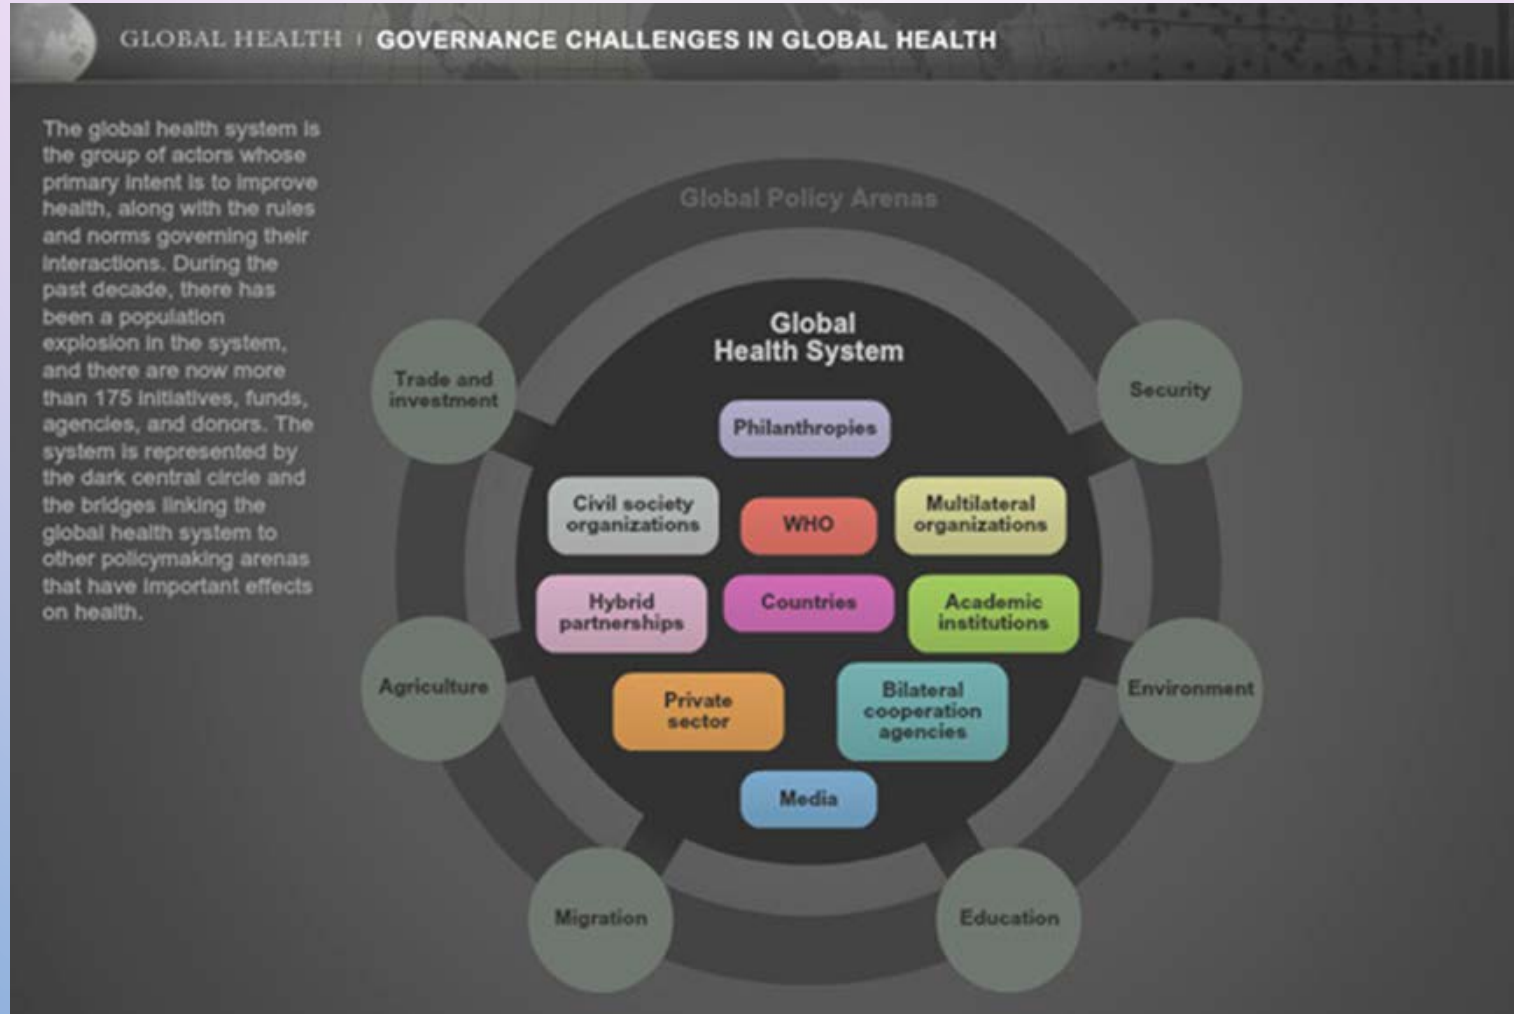 GLOBAL HEALTH | GOVERNANCE CHALLENGES IN GLOBAL HEALTH
The global health system is
the group of actors whose
primary intent is to improve
health, along with the rules
and norms governing their
interactions. During the
past decade, there has
been a population
explosion in the system,
and there are now more
than 175 initiatives, funds,
agencies, and donors. The
system is represented by
the dark central circle and
the bridges linking the
global health system to
other policymaking arenas
that have important effects
on health.
Global Policy Arenas
Global
Health System
Trade and
investment
Security
Philanthropies
Civil society
organizations
WHO
Multilateral
organizations
Hybrid
partnerships
Countries
Academic
institutions
Agriculture
Environment
Private
sector
Bilateral
cooperation
agencies
Media
Migration
Education